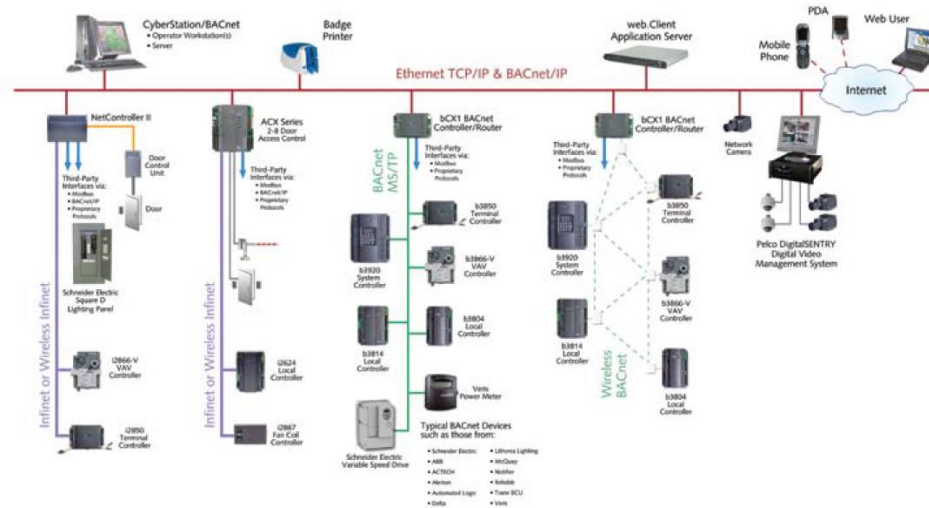 CyberStation/BACnet
• Operator Workstation(s)
• Server
Badge
Printer
web.Client
Application Server
PDA
Web User
Mobile
Phone
Internet
Ethernet TCP/IP & BACnet/IP
NetController II
Door
Control
Unit
Door
Third-Party
Interfaces via:
• Modbus
• BACnet/IP
• Proprietary
Protocols
Schneider Electric
Square D
Lighting Panel
Infinet or Wireless Infinet
i2866-V
VAV
Controller
i2850
Terminal
Controller
ACX Series
2-8 Door
Access Control
Third-Party
Interfaces via:
• Modbus
• BACnet/IP
• Proprietary
Protocols
Infinet or Wireless Infinet
i2624
Local
Controller
i2867
Fan Coil
Controller
bCX1 BACnet
Controller/Router
Third-Party
Interfaces via:
• Modbus
• Proprietary
Protocols
BACnet
MS/TP
b3850
Terminal
Controller
b3920
System
Controller
b3866-V
VAV
Controller
b3814
Local
Controller
b3804
Local
Controller
Veris
Power Meter
Schneider Electric
Variable Speed Drive
Typical BACnet Devices
such as those from:
• Schneider Electric
• ABB
• ACTECH
• Alerton
• Automated Logic
• Delta
• Lithonia Lighting
• McQuay
• Notifier
• Reliable
• Trane BCU
• Veris
bCX1 BACnet
Controller/Router
Third-Party
Interfaces via:
• Modbus
• Proprietary
Protocols
b3850
Terminal
Controller
b3920
System
Controller
b3866-V
VAV
Controller
b3814
Local
Controller
Wireless
BACnet
b3804
Local
Controller
Network
Camera
Pelco DigitalSENTRY
Digital Video
Management System